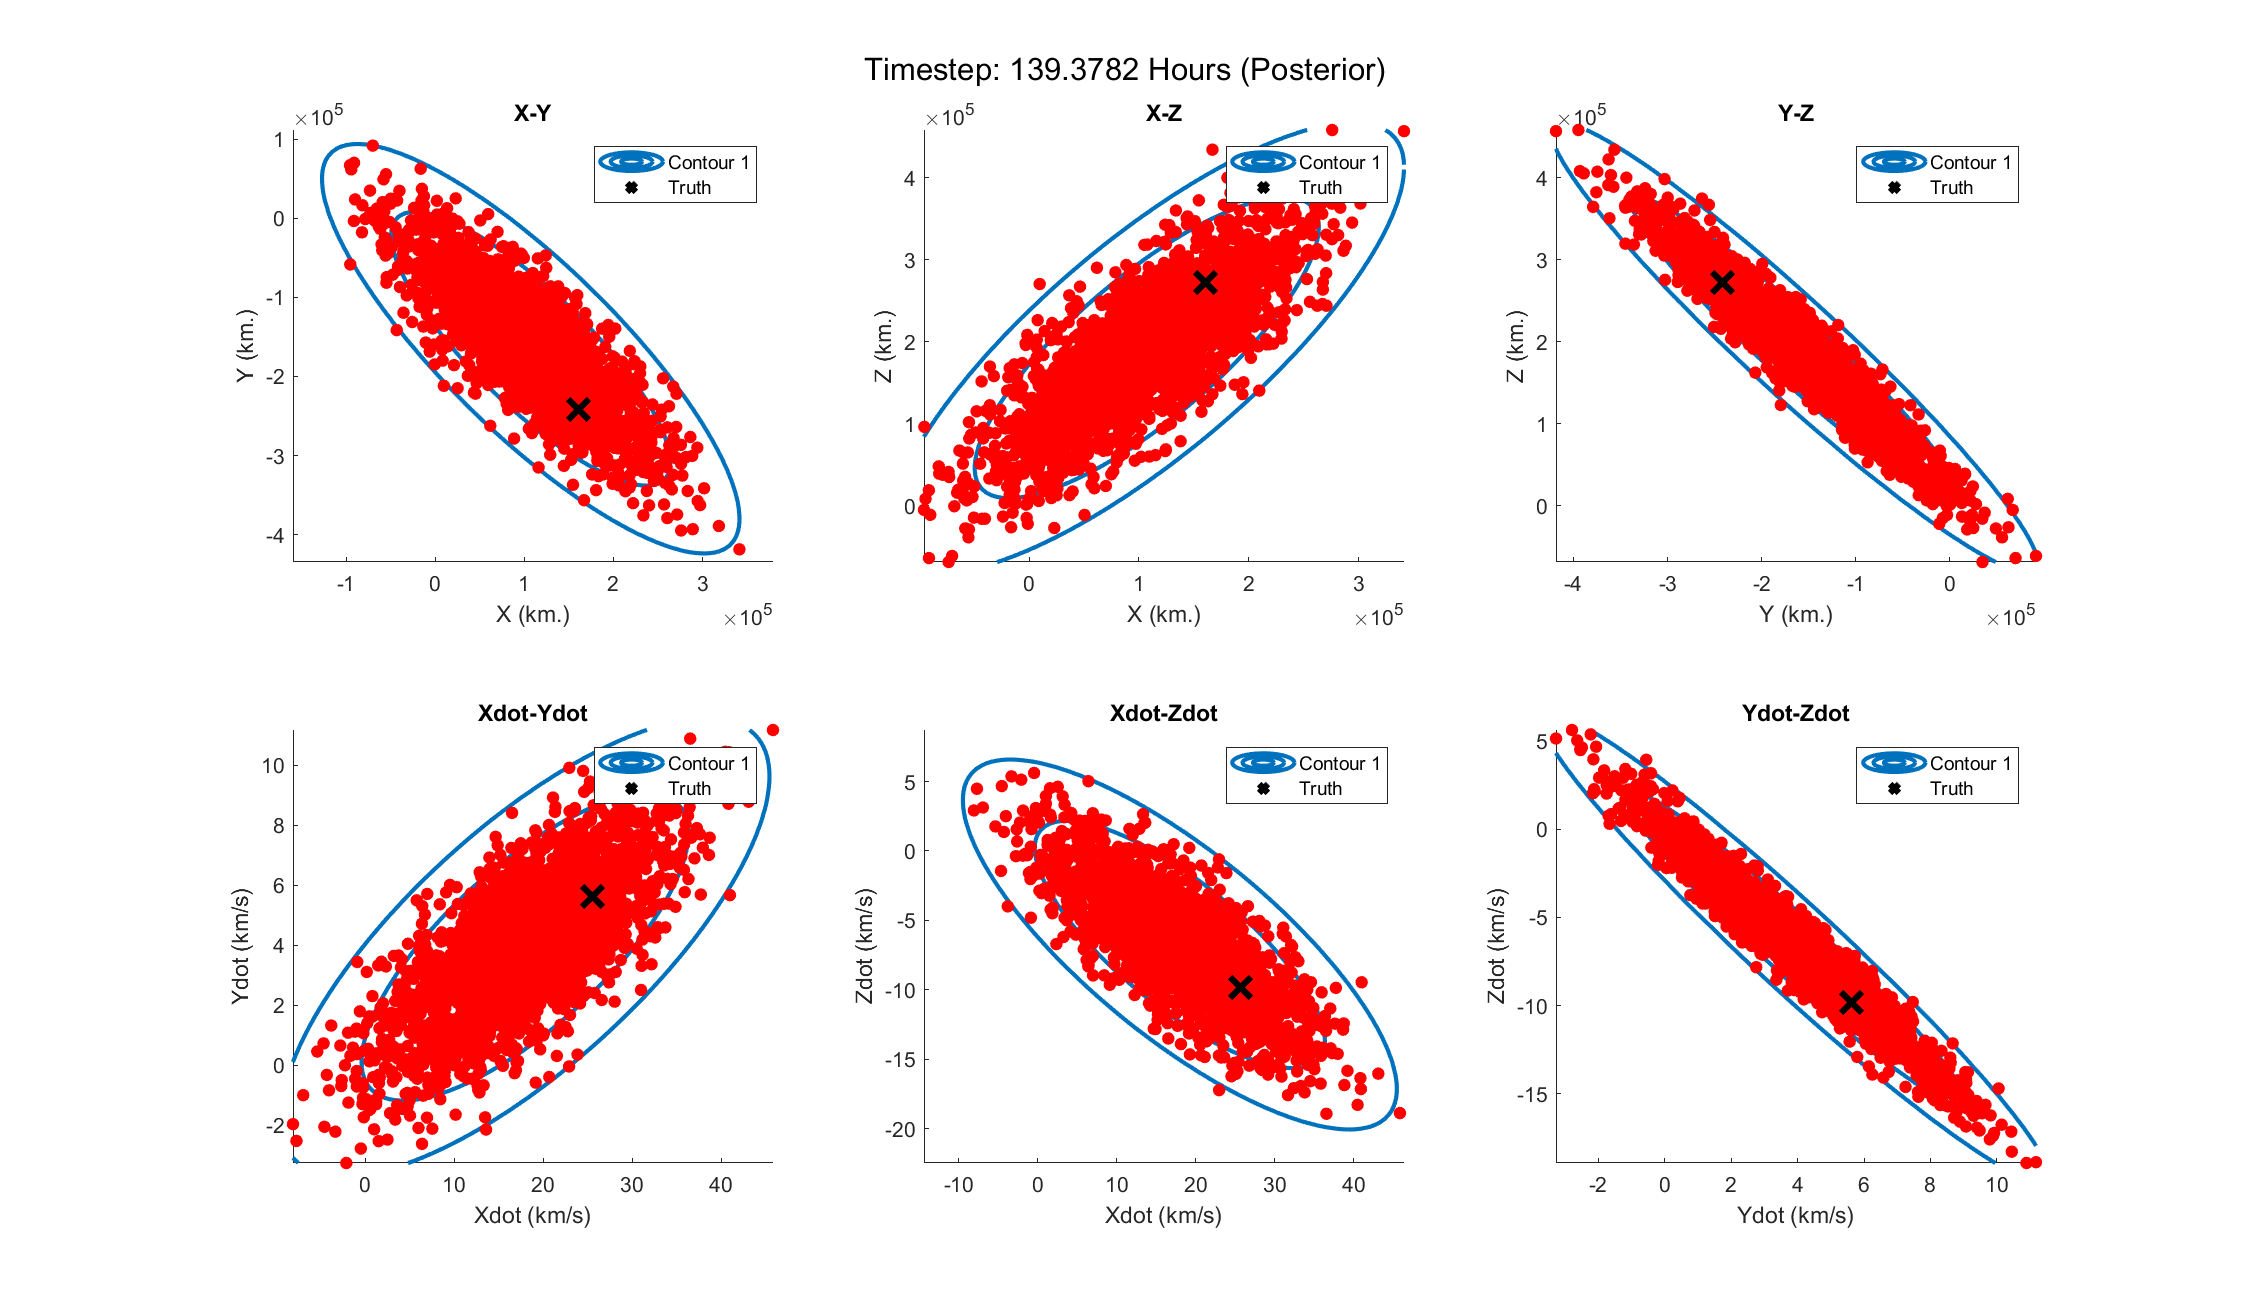 Timestep: 139.3782 Hours (Posterior)
X-Y
×10^5
1
0
-1
-2
-3
-4
Y (km.)
-1 0 1 2 3
X (km.)
×10^5
Contour 1
Truth
X-Z
×10^5
4
3
2
1
0
Z (km.)
0 1 2 3
X (km.)
×10^5
Contour 1
Truth
Y-Z
×10^5
4
3
2
1
0
Z (km.)
-4 -3 -2 -1 0
Y (km.)
×10^5
Contour 1
Truth
Xdot-Ydot
10
8
6
4
2
0
-2
Ydot (km/s)
0 10 20 30 40
Xdot (km/s)
Contour 1
Truth
Xdot-Zdot
5
0
-5
-10
-15
-20
Zdot (km/s)
-10 0 10 20 30 40
Xdot (km/s)
Contour 1
Truth
Ydot-Zdot
5
0
-5
-10
-15
Zdot (km/s)
-2 0 2 4 6 8 10
Ydot (km/s)
Contour 1
Truth